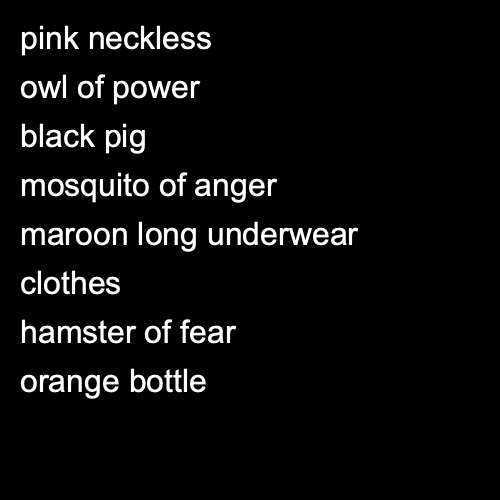 pink neckless
owl of power
black pig
mosquito of anger
maroon long underwear
clothes
hamster of fear
orange bottle